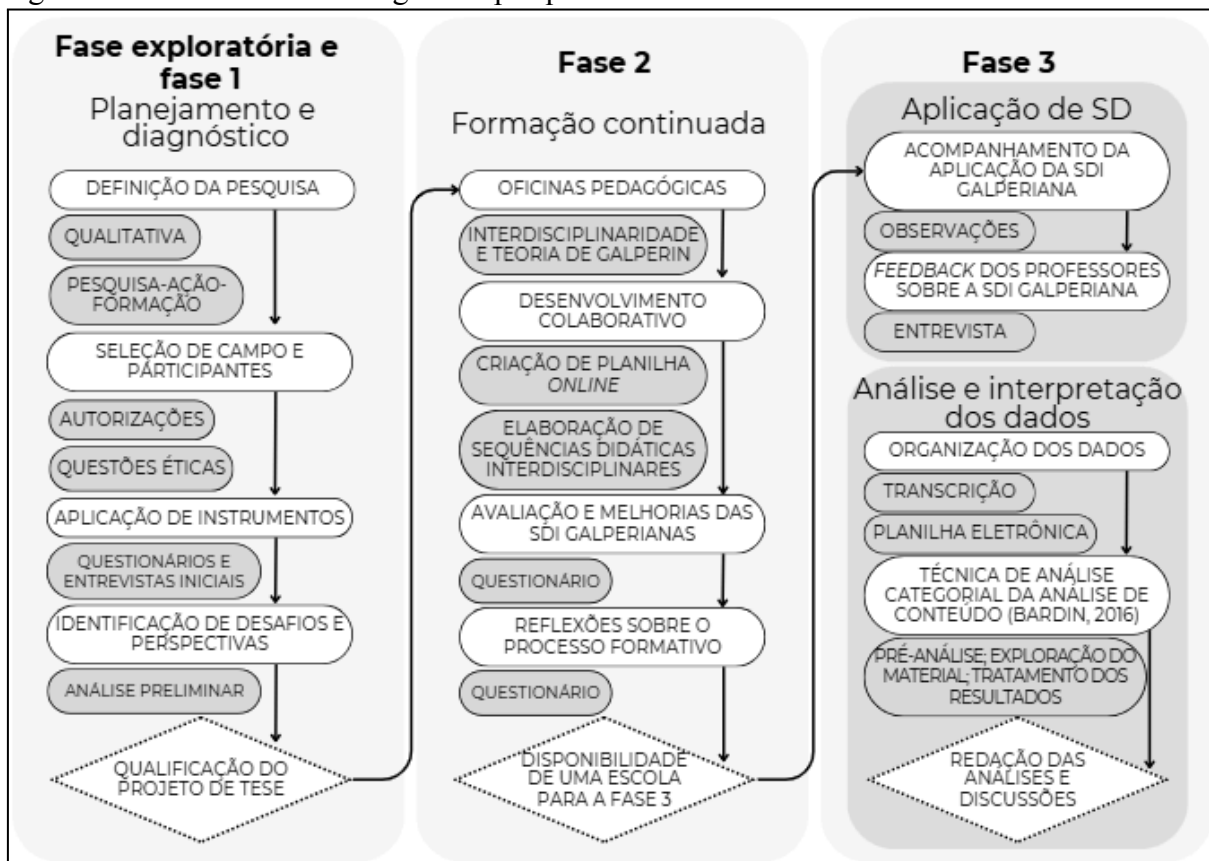 Fase exploratória e
fase 1
Planejamento e
diagnóstico
DEFINIÇÃO DA PESQUISA
QUALITATIVA
PESQUISA-AÇÃO-
FORMAÇÃO
SELEÇÃO DE CAMPO E
PARTICIPANTES
AUTORIZAÇÕES
QUESTÕES ÉTICAS
APLICAÇÃO DE INSTRUMENTOS
QUESTIONÁRIOS E
ENTREVISTAS INICIAIS
IDENTIFICAÇÃO DE DESAFIOS E
PERSPECTIVAS
ANÁLISE PRELIMINAR
QUALIFICAÇÃO DO
PROJETO DE TESE
Fase 2
Formação continuada
OFICINAS PEDAGÓGICAS
INTERDISCIPLINARIDADE
E TEORIA DE GALPERIN
DESENVOLVIMENTO
COLABORATIVO
CRIAÇÃO DE PLANILHA
ONLINE
ELABORAÇÃO DE
SEQUÊNCIAS DIDÁTICAS
INTERDISCIPLINARES
AVALIAÇÃO E MELHORIAS DAS
SDI GALPERIANAS
QUESTIONÁRIO
REFLEXÕES SOBRE O
PROCESSO FORMATIVO
QUESTIONÁRIO
DISPONIBILIDADE
DE UMA ESCOLA
PARA A FASE 3
Fase 3
Aplicação de SD
ACOMPANHAMENTO DA
APLICAÇÃO DA SDI
GALPERIANA
OBSERVAÇÕES
FEEDBACK DOS PROFESSORES
SOBRE A SDI GALPERIANA
ENTREVISTA
Análise e interpretação
dos dados
ORGANIZAÇÃO DOS DADOS
TRANSCRIÇÃO
PLANILHA ELETRÔNICA
TÉCNICA DE ANÁLISE
CATEGORIAL DA ANÁLISE DE
CONTEÚDO (BARDIN, 2016)
PRÉ-ANÁLISE; EXPLORAÇÃO DO
MATERIAL; TRATAMENTO DOS
RESULTADOS
REDAÇÃO DAS
ANÁLISES E
DISCUSSÕES